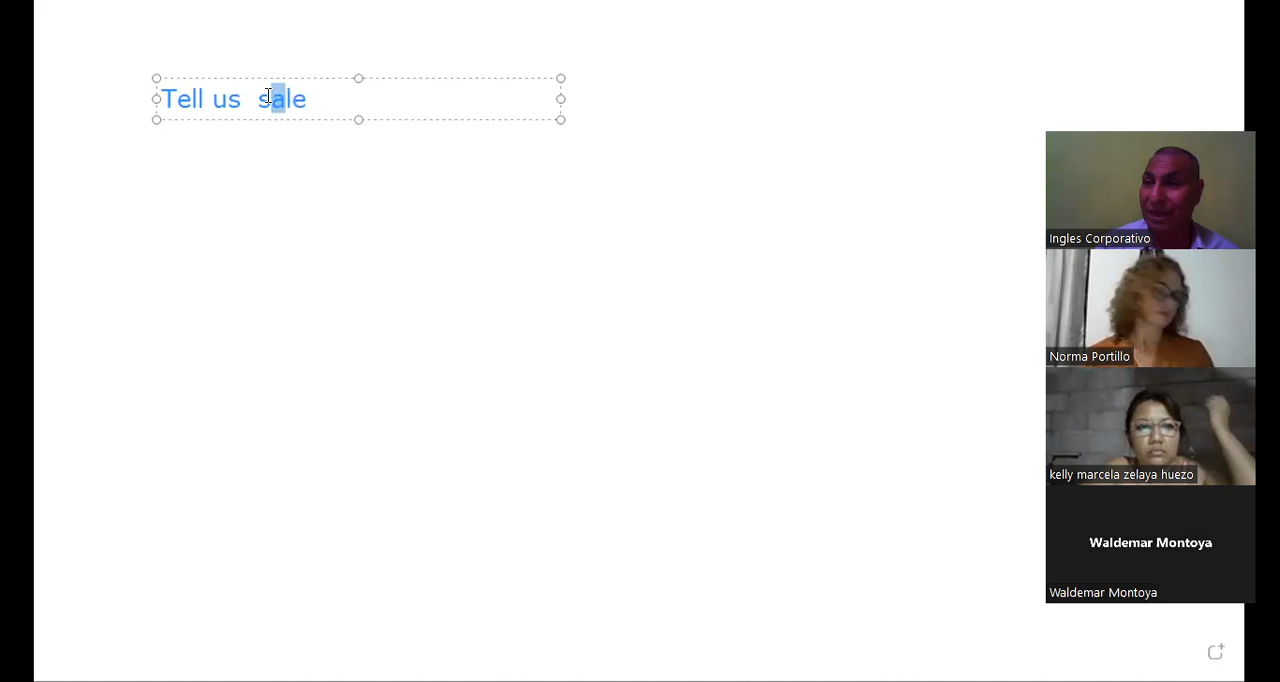 Tell us  sale
Ingles Corporativo
Norma Portillo
kelly marcela zelaya huezo
Waldemar Montoya
Waldemar Montoya